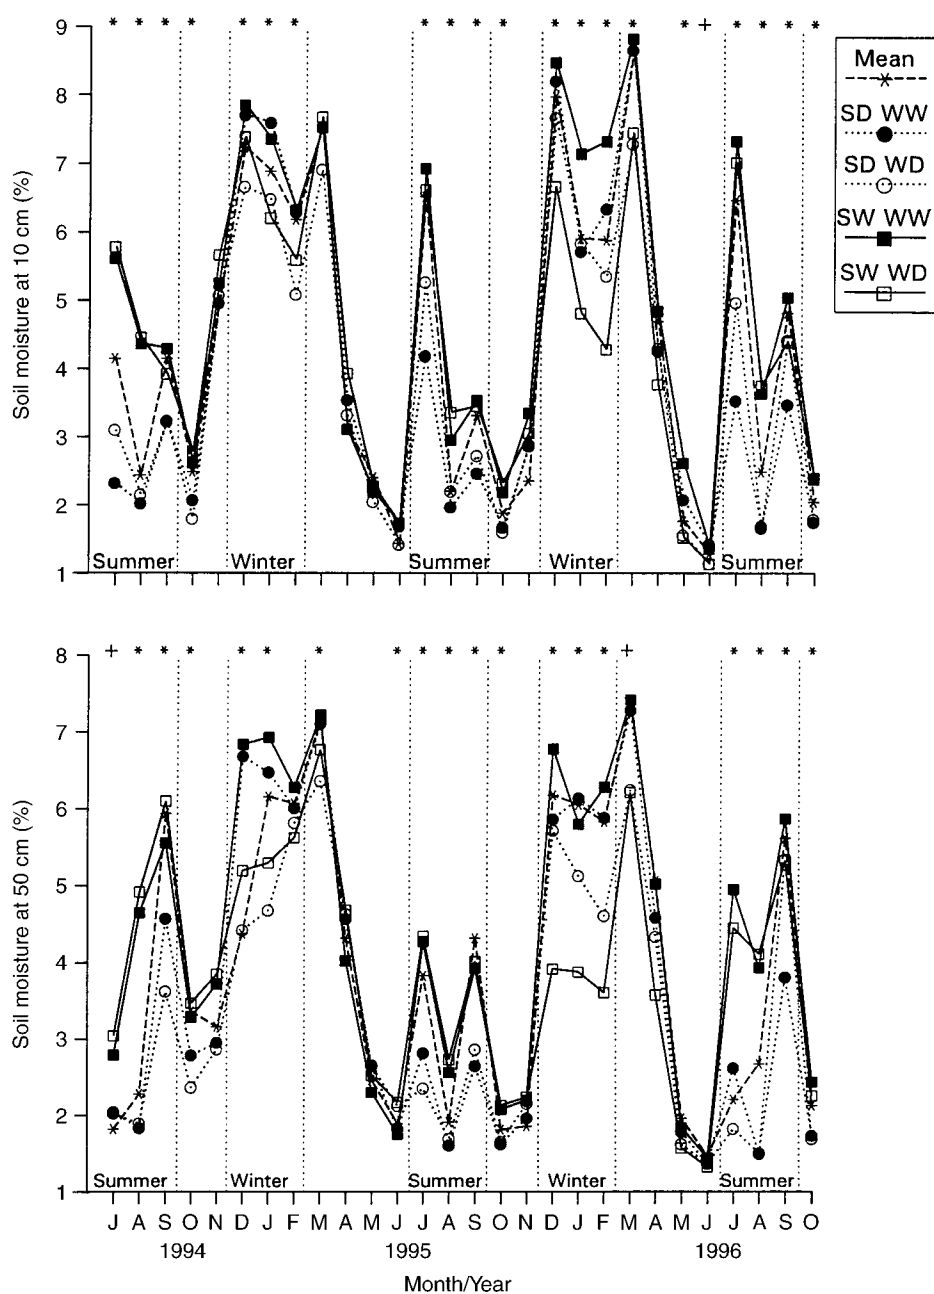 9
8
7
6
5
4
3
2
1
Soil moisture at 10 cm (%)
* * * * * * * * * * * * * * * * + * * * *
Summer Winter Summer Winter Summer
Mean
SD WW
SD WD
SW WW
SW WD
8
7
6
5
4
3
2
1
Soil moisture at 50 cm (%)
+ * * * * * * * * * * * * * * + * * * *
Summer Winter Summer Winter Summer
J A S O N D J F M A M J J A S O N D J F M A M J J A S O
1994 1995 1996
Month/Year